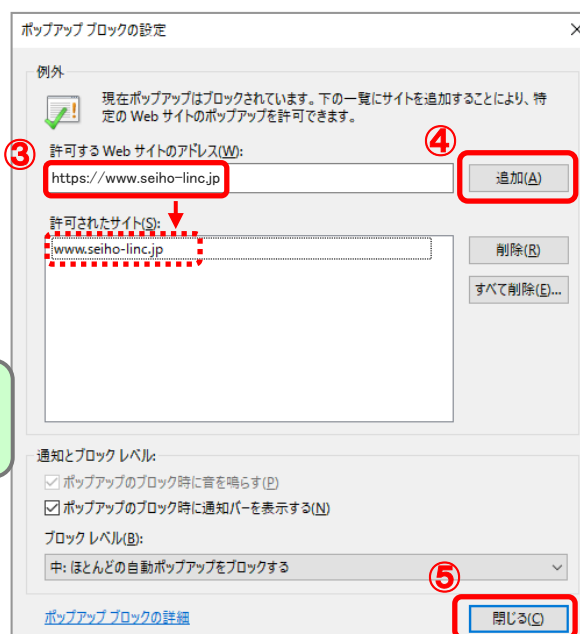 ポップアップ ブロックの設定
例外
現在ポップアップはブロックされています。下の一覧にサイトを追加することにより、特
定の Web サイトのポップアップを許可できます。
③
許可する Web サイトのアドレス(W):
④
https://www.seiho-linc.jp
追加(A)
許可されたサイト(S):
www.seiho-linc.jp
削除(R)
すべて削除(E)...
通知とブロック レベル:
ポップアップのブロック時に音を鳴らす(P)
ポップアップのブロック時に通知バーを表示する(N)
ブロック レベル(B):
中: ほとんどの自動ポップアップをブロックする
⑤
ポップアップ ブロックの詳細
閉じる(C)